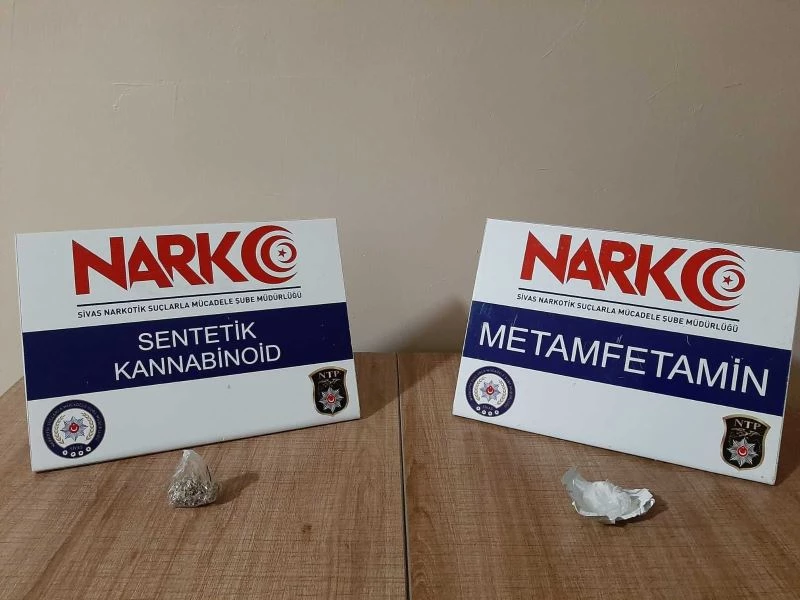 NARKO
SİVAS NARKOTİK SUÇLARLA MÜCADELE ŞUBE MÜDÜRLÜĞÜ
SENTETİK
KANNABİNOİD
NTP
NARKO
SİVAS NARKOTİK SUÇLARLA MÜCADELE ŞUBE MÜDÜRLÜĞÜ
METAMFETAMİN
NTP